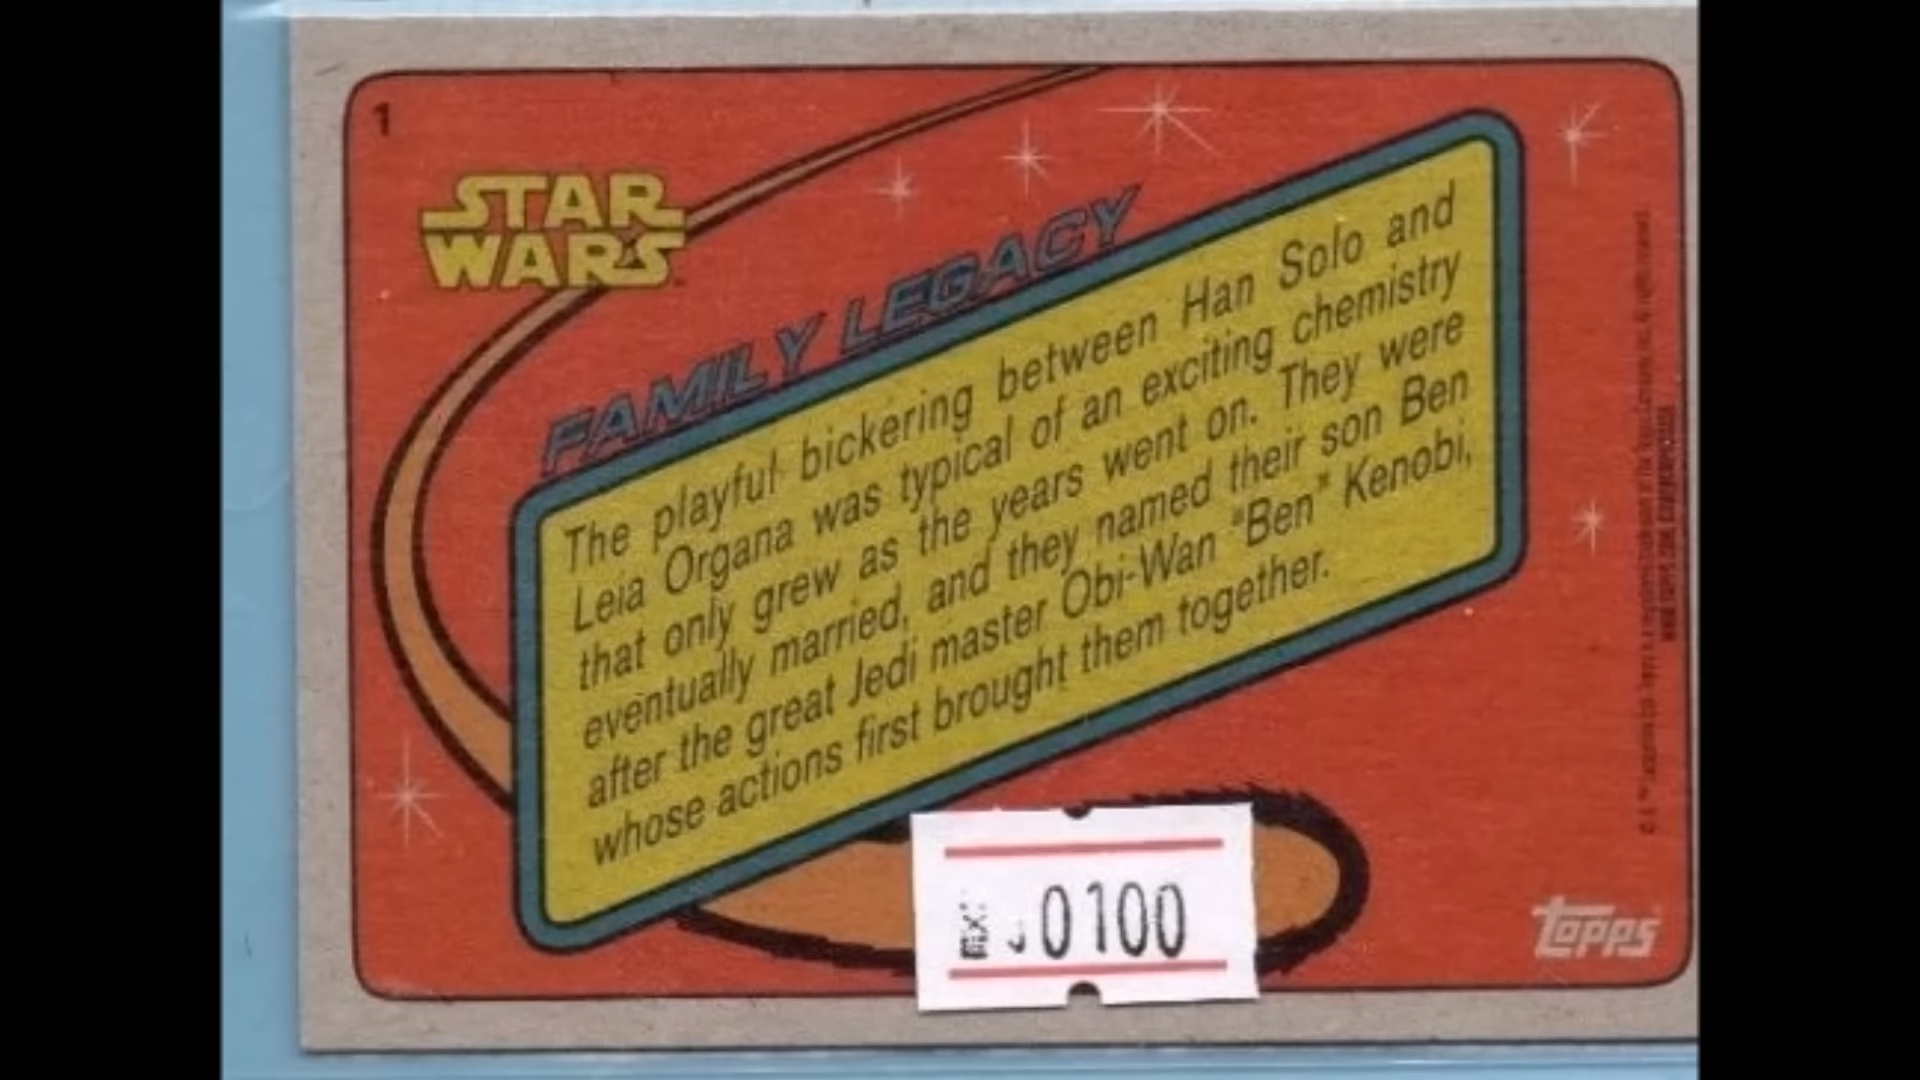 1
STAR
WARS
FAMILY LEGACY
The playful bickering between Han Solo and
Leia Organa was typical of an exciting chemistry
that only grew as the years went on. They were
eventually married, and they named their son Ben
after the great Jedi master Obi-Wan "Ben" Kenobi,
whose actions first brought them together.
0100
topps